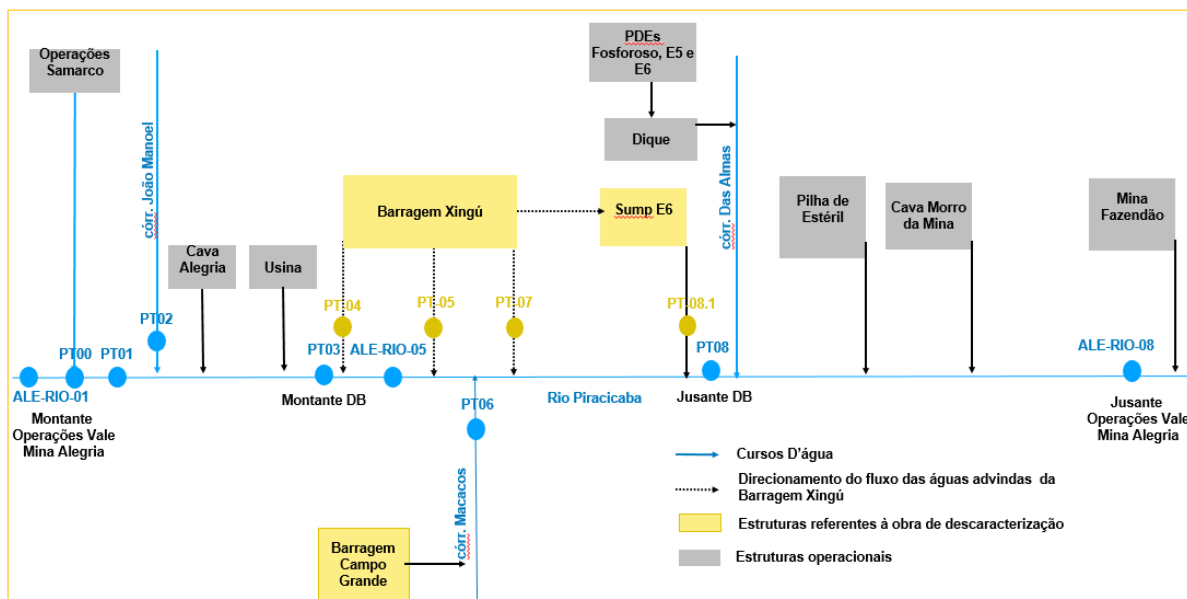 Operações
Samarco
PDEs
Fosforoso, E5 e
E6
Dique
córr. João Manoel
córr. Das Almas
Barragem Xingú
Sump E6
Pilha de
Estéril
Cava Morro
da Mina
Mina
Fazendão
Cava
Alegria
Usina
PT-04
PT-05
PT-07
PT-08.1
PT02
PT00
PT01
PT03
ALE-RIO-05
PT08
ALE-RIO-08
ALE-RIO-01
Montante
Operações Vale
Mina Alegria
Montante DB
PT06
Rio Piracicaba
Jusante DB
Jusante
Operações Vale
Mina Alegria
córr. Macacos
Barragem
Campo
Grande
Cursos D'água
Direcionamento do fluxo das águas advindas da
Barragem Xingú
Estruturas referentes à obra de descaracterização
Estruturas operacionais